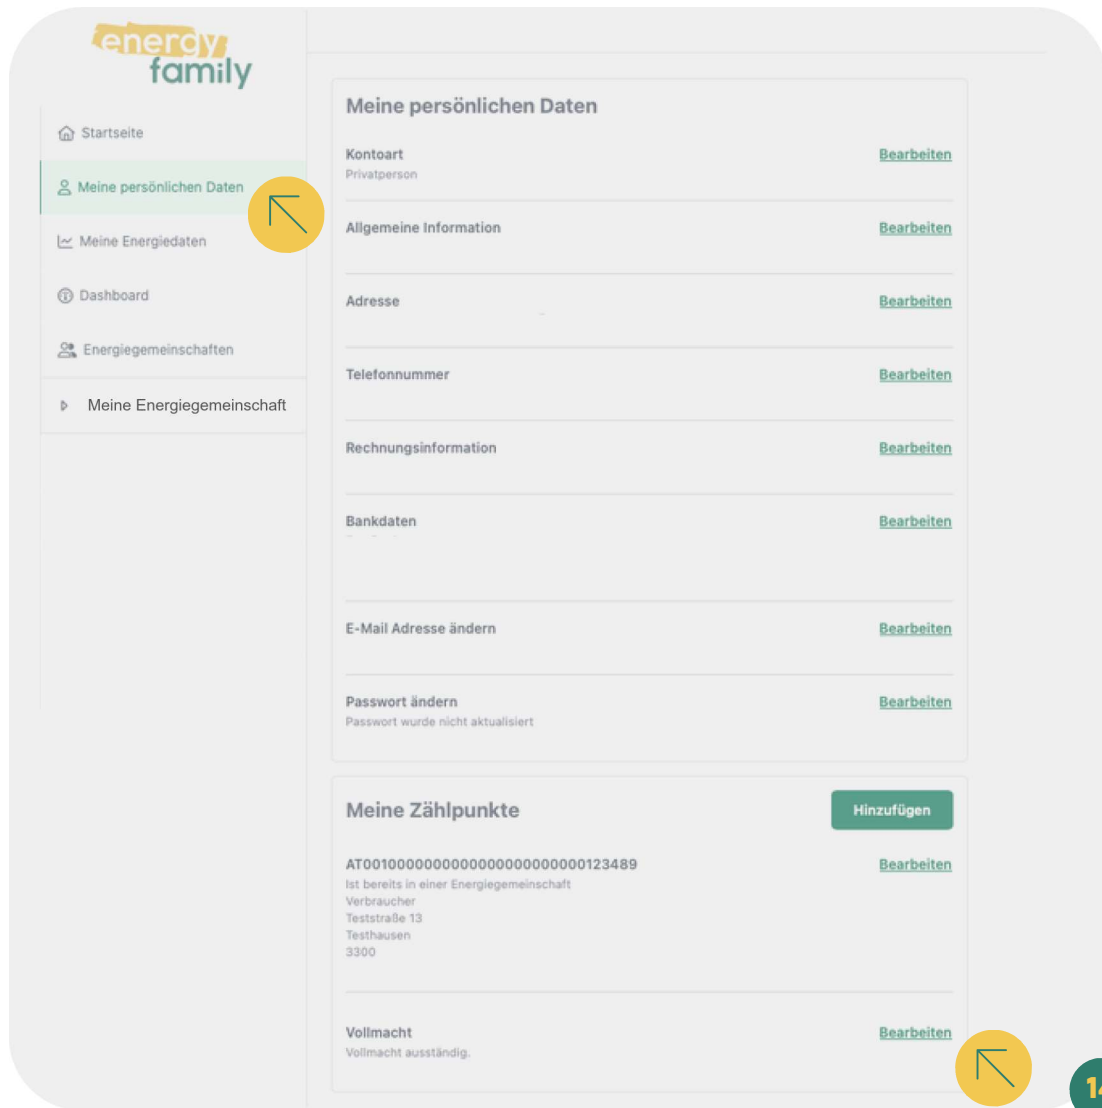 energy
family
Startseite
Meine persönlichen Daten
Meine Energiedaten
Dashboard
Energiegemeinschaften
Meine Energiegemeinschaft
Meine persönlichen Daten
Kontoart Bearbeiten
Privatperson
Allgemeine Information Bearbeiten
Adresse Bearbeiten
Telefonnummer Bearbeiten
Rechnungsinformation Bearbeiten
Bankdaten Bearbeiten
E-Mail Adresse ändern Bearbeiten
Passwort ändern Bearbeiten
Passwort wurde nicht aktualisiert
Meine Zählpunkte Hinzufügen
AT0010000000000000000000000123489 Bearbeiten
Ist bereits in einer Energiegemeinschaft
Verbraucher
Teststraße 13
Testhausen
3300
Vollmacht Bearbeiten
Vollmacht ausständig.